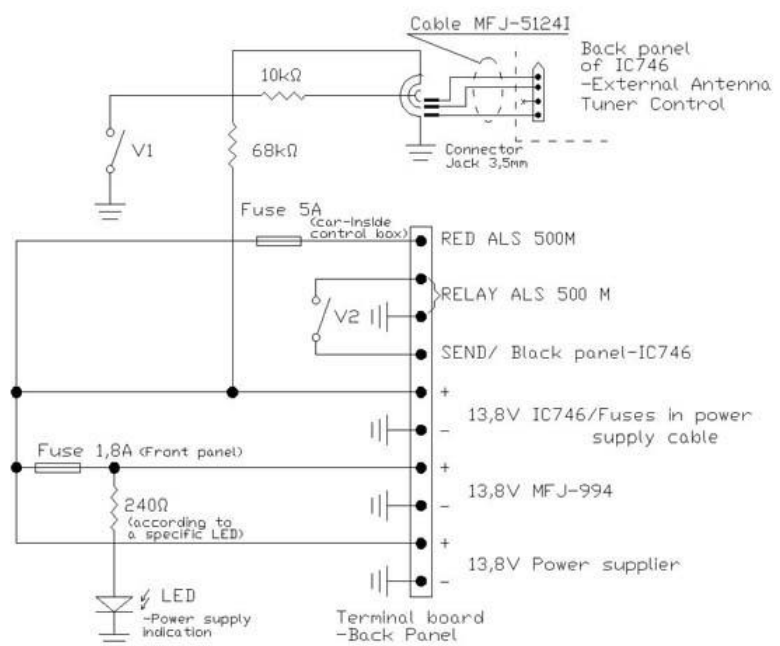 Cable MFJ-5124I
Back panel
of IC746
-External Antenna
Tuner Control
10kΩ
V1
68kΩ
Connector
Jack 3,5mm
Fuse 5A
(car-inside
control box)
RED ALS 500M
RELAY ALS 500 M
V2
SEND/ Black panel-IC746
+
13,8V IC746/Fuses in power
supply cable
-
Fuse 1,8A (Front panel)
+
13,8V MFJ-994
-
240Ω
(according to
a specific LED)
+
13,8V Power supplier
-
LED
-Power supply
indication
Terminal board
-Back Panel